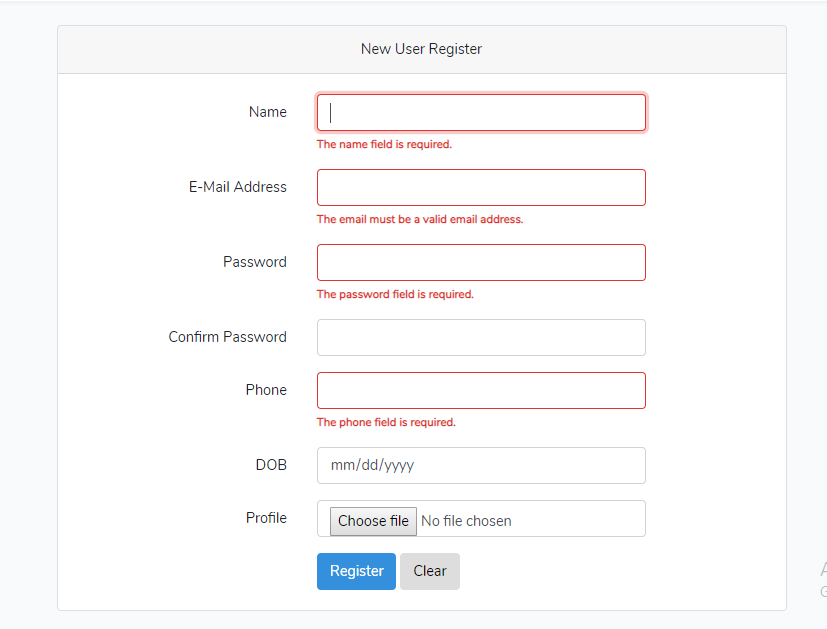 New User Register
Name
The name field is required.
E-Mail Address
The email must be a valid email address.
Password
The password field is required.
Confirm Password
Phone
The phone field is required.
DOB mm/dd/yyyy
Profile Choose file No file chosen
Register Clear